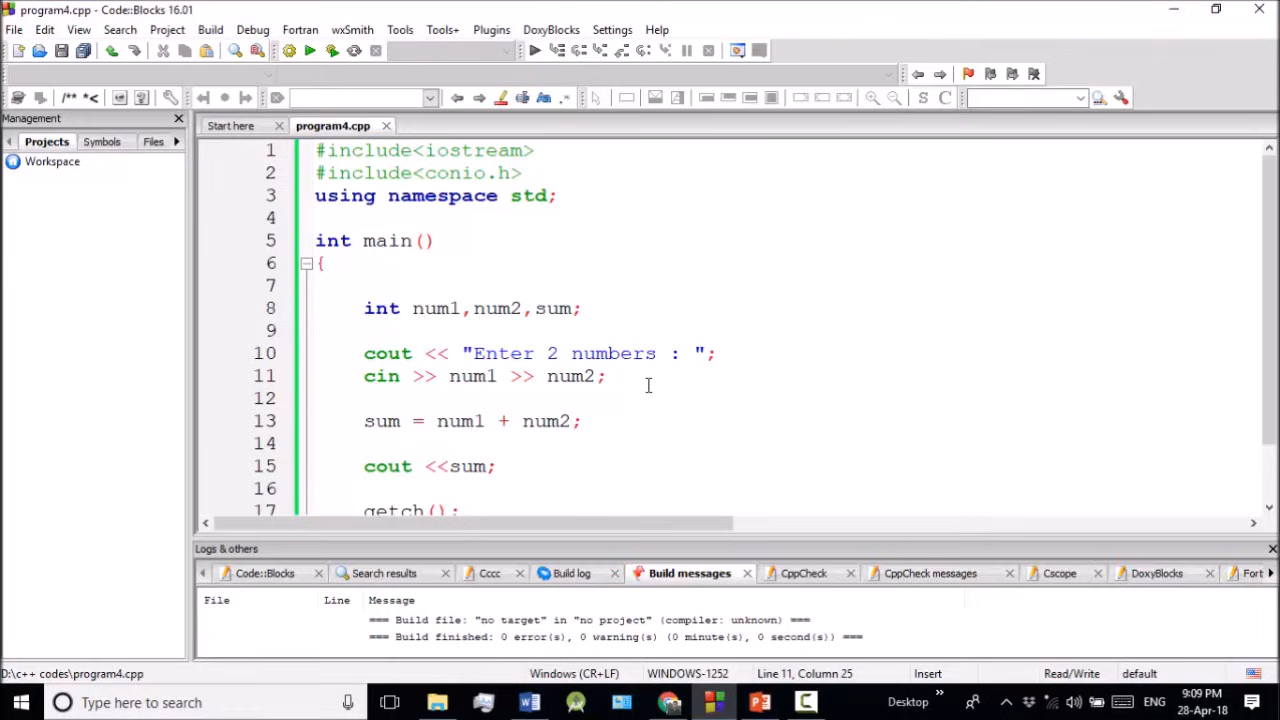 program4.cpp - Code::Blocks 16.01
File Edit View Search Project Build Debug Fortran wxSmith Tools Tools+ Plugins DoxyBlocks Settings Help
/** *<
S C
Management
Projects Symbols Files
Workspace
Start here program4.cpp
1 #include<iostream>
2 #include<conio.h>
3 using namespace std;
4
5 int main()
6 {
7
8 int num1,num2,sum;
9
10 cout << "Enter 2 numbers : ";
11 cin >> num1 >> num2;
12
13 sum = num1 + num2;
14
15 cout <<sum;
16
17 getch();
Logs & others
Code::Blocks Search results Cccc Build log Build messages CppCheck CppCheck messages Cscope DoxyBlocks Fort
File Line Message
=== Build file: "no target" in "no project" (compiler: unknown) ===
=== Build finished: 0 error(s), 0 warning(s) (0 minute(s), 0 second(s)) ===
D:\c++ codes\program4.cpp Windows (CR+LF) WINDOWS-1252 Line 11, Column 25 Insert Read/Write default
Type here to search Desktop ENG 9:09 PM
28-Apr-18